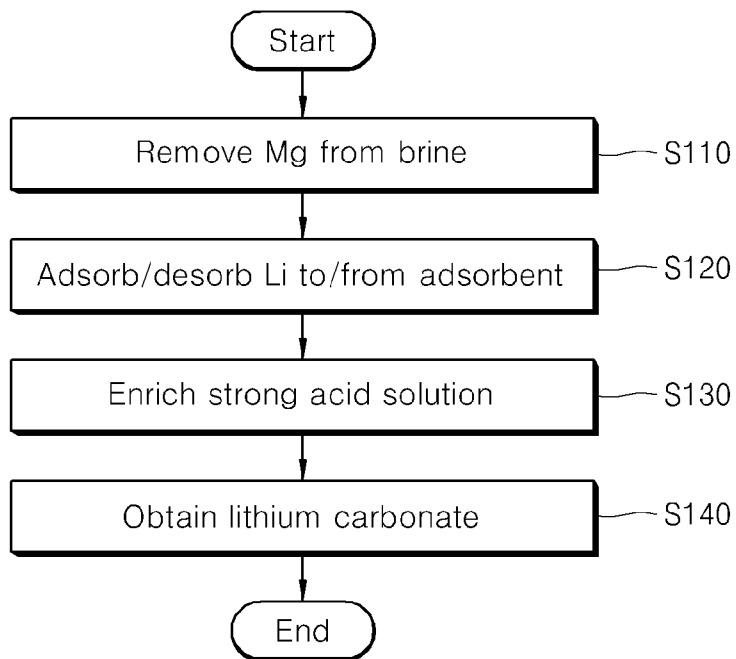 Start
Remove Mg from brine
S110
Adsorb/desorb Li to/from adsorbent
S120
Enrich strong acid solution
S130
Obtain lithium carbonate
S140
End